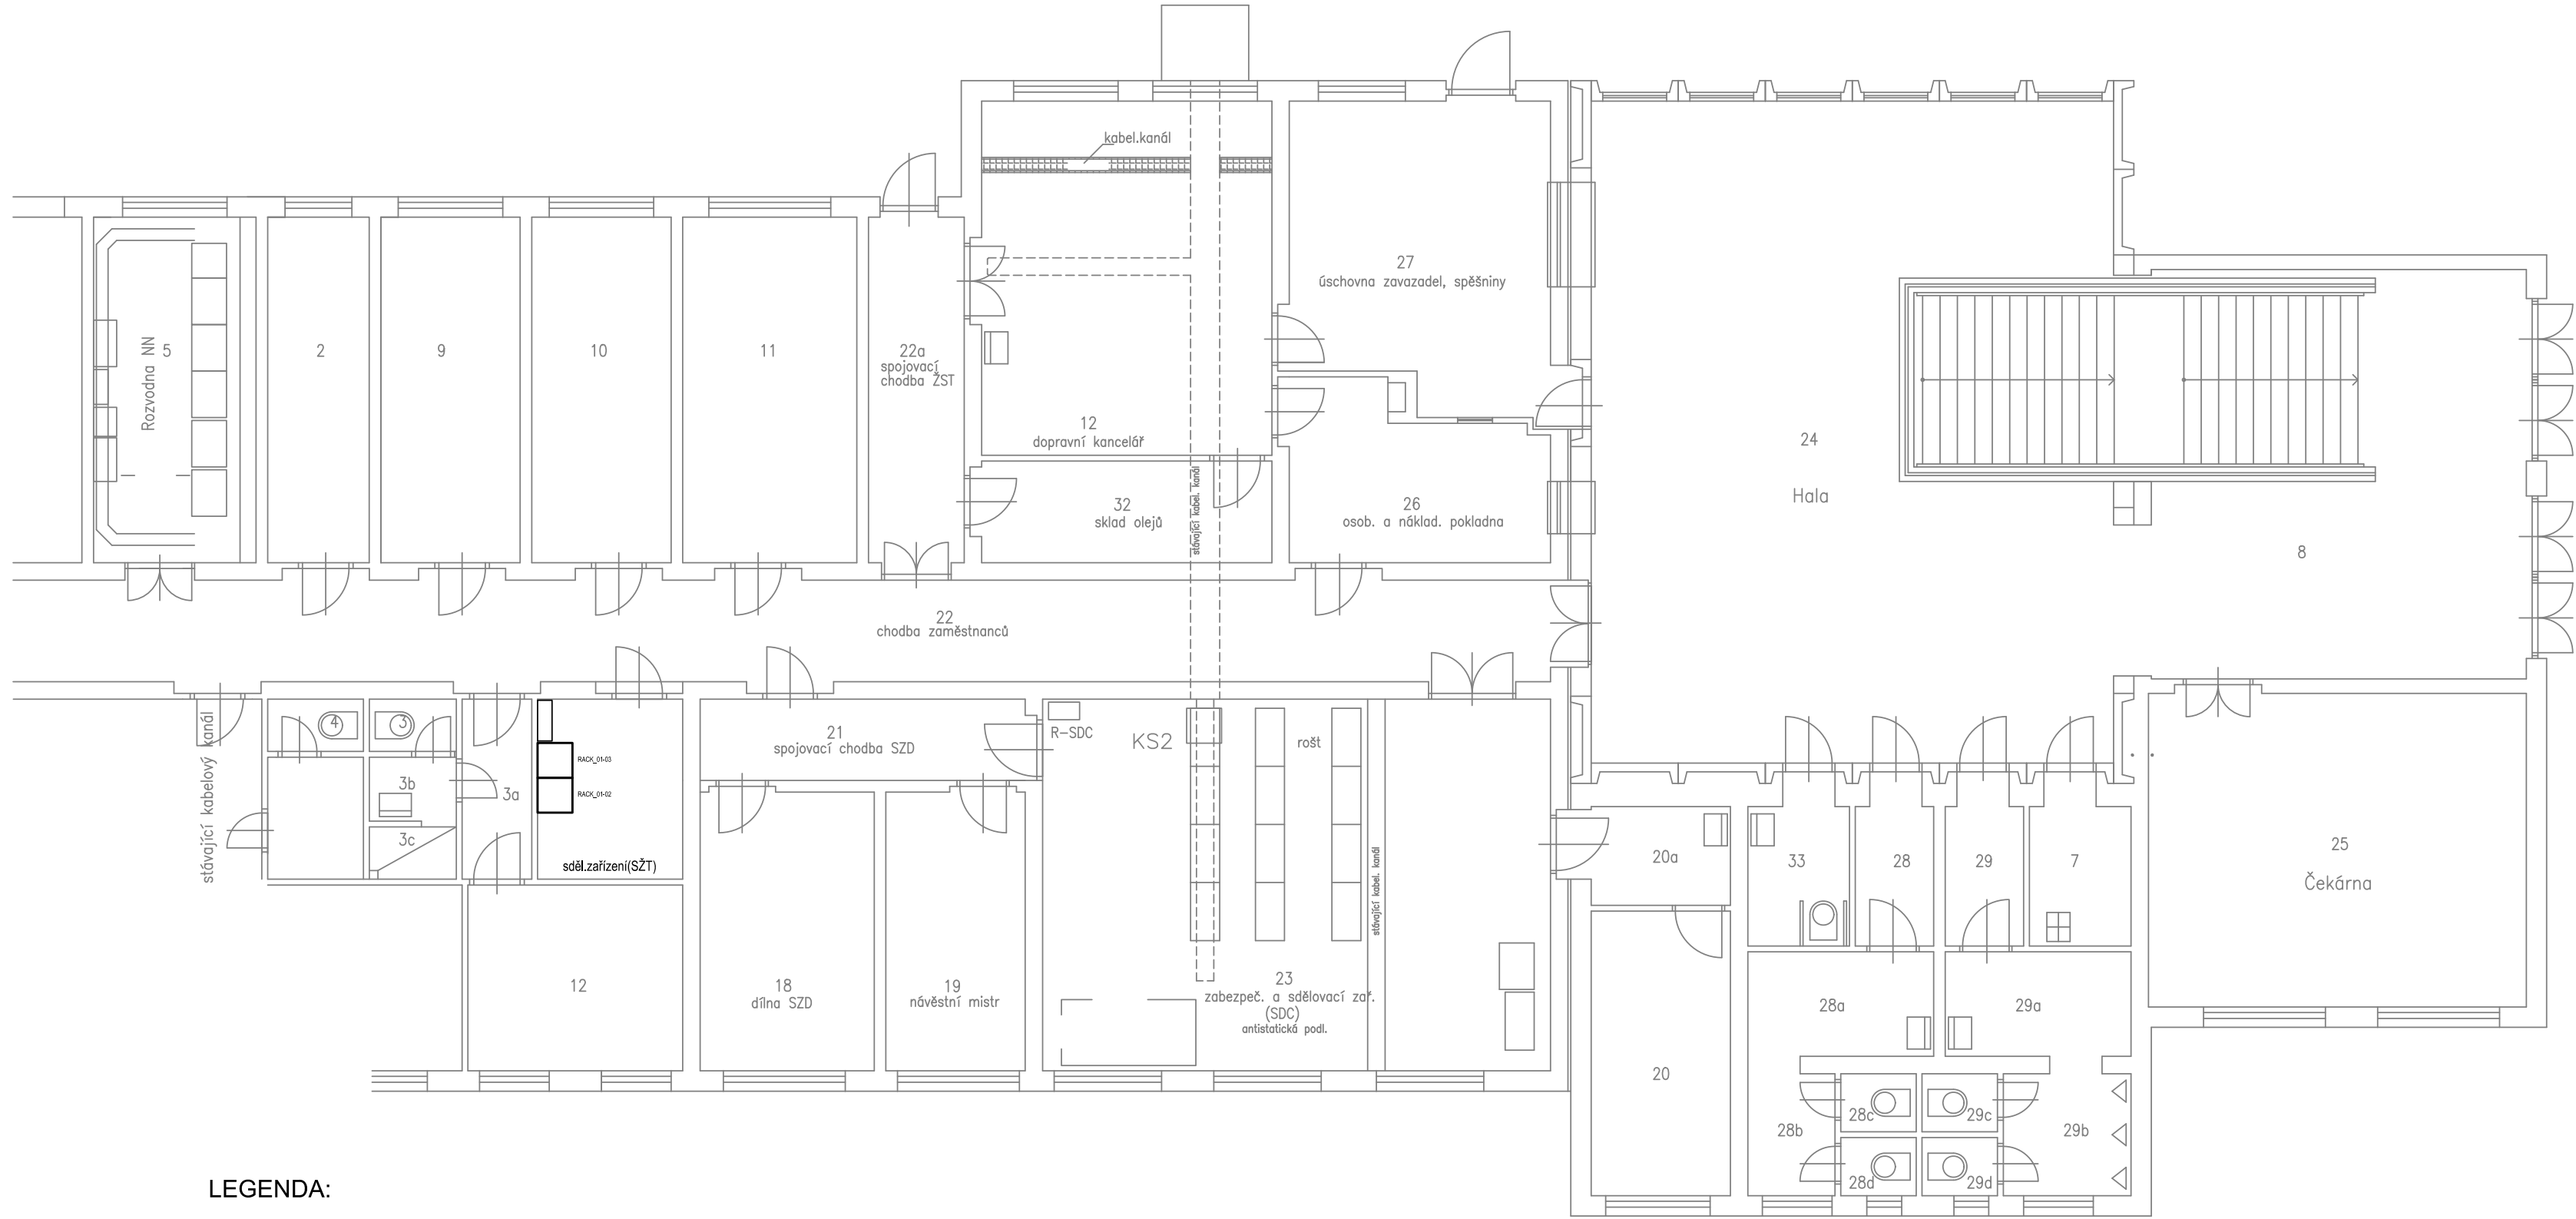 kabel.kanál
27
úschovna zavazadel, spěšniny
Rozvodna NN
5
2
9
10
11
22a
spojovací
chodba ŽST
12
dopravní kancelář
24
Hala
32
sklad olejů
stávající kabel. kanál
26
osob. a náklad. pokladna
8
22
chodba zaměstnanců
4
3
21
spojovací chodba SZD
R-SDC
KS2
rošt
stávající kabelový kanál
RACK_01-03
3b
3a
RACK_01-02
3c
sděl.zařízení(SŽT)
stávající kabel. kanál
20a
33
28
29
7
25
Čekárna
12
18
dílna SZD
19
návěstní mistr
23
zabezpeč. a sdělovací zař.
(SDC)
antistatická podl.
28a
29a
20
28c
29c
28b
29b
28d
29d
LEGENDA: